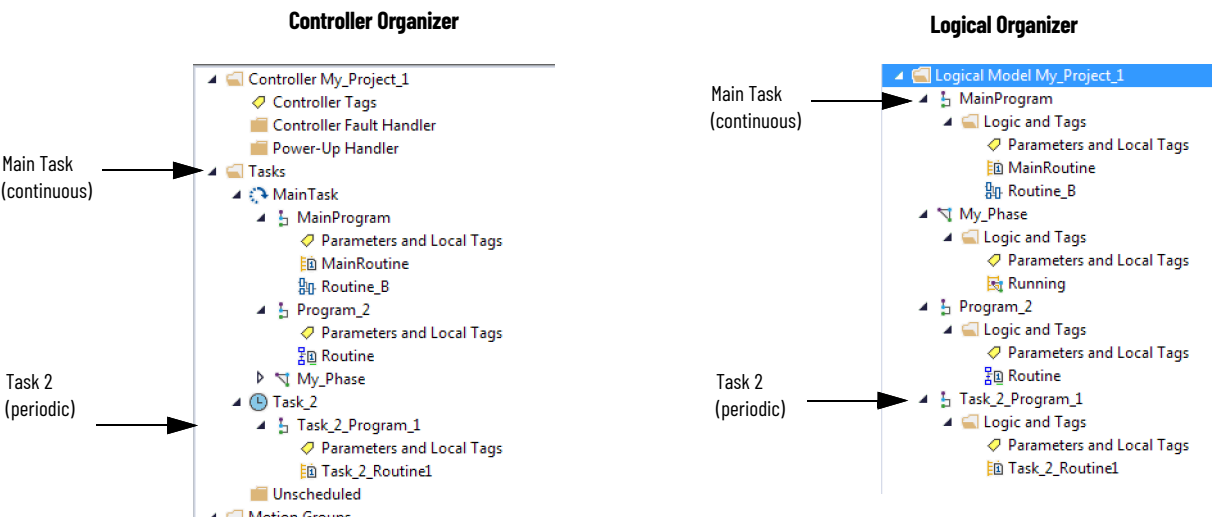 Controller Organizer
Main Task
(continuous)
Task 2
(periodic)
Controller My_Project_1
Controller Tags
Controller Fault Handler
Power-Up Handler
Tasks
MainTask
MainProgram
Parameters and Local Tags
MainRoutine
Routine_B
Program_2
Parameters and Local Tags
Routine
My_Phase
Task_2
Task_2_Program_1
Parameters and Local Tags
Task_2_Routine1
Unscheduled
Motion Groups
Logical Organizer
Main Task
(continuous)
Task 2
(periodic)
Logical Model My_Project_1
MainProgram
Logic and Tags
Parameters and Local Tags
MainRoutine
Routine_B
My_Phase
Logic and Tags
Parameters and Local Tags
Running
Program_2
Logic and Tags
Parameters and Local Tags
Routine
Task_2_Program_1
Logic and Tags
Parameters and Local Tags
Task_2_Routine1